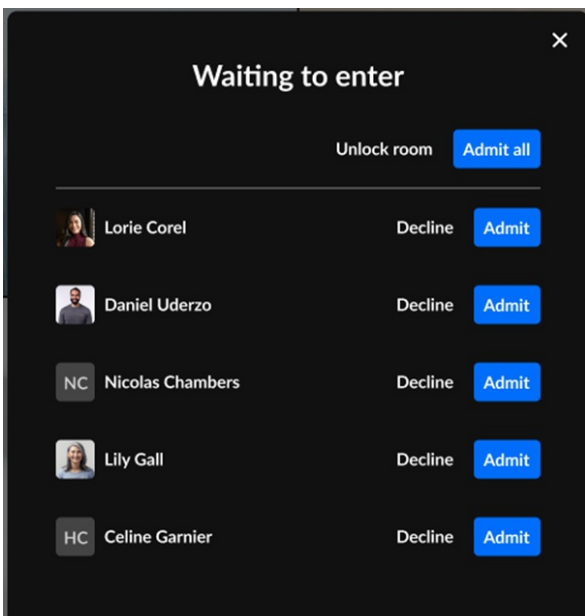 Waiting to enter
Unlock room Admit all
Lorie Corel Decline Admit
Daniel Uderzo Decline Admit
NC Nicolas Chambers Decline Admit
Lily Gall Decline Admit
HC Celine Garnier Decline Admit